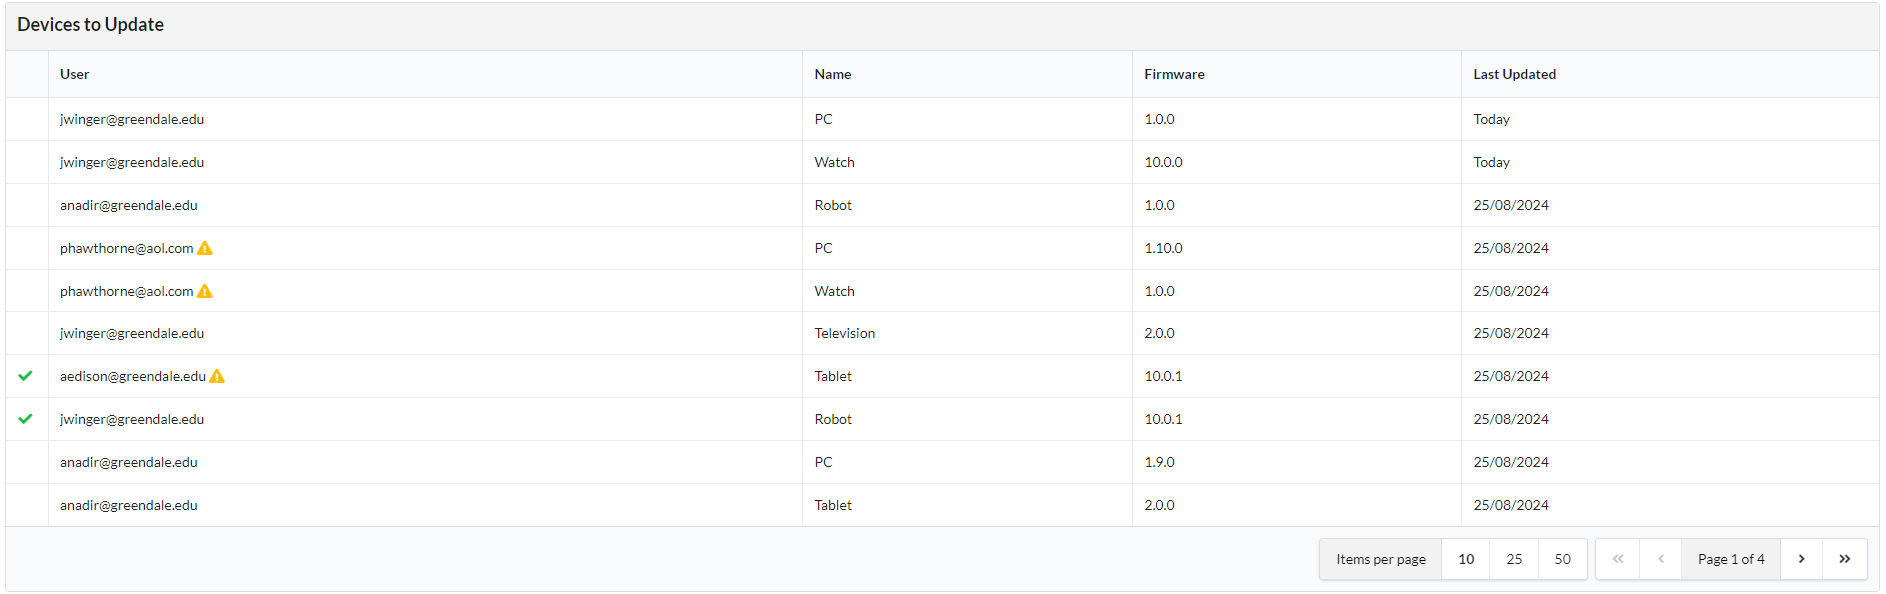 Devices to Update
User Name Firmware Last Updated
jwinger@greendale.edu PC 1.0.0 Today
jwinger@greendale.edu Watch 10.0.0 Today
anadir@greendale.edu Robot 1.0.0 25/08/2024
phawthorne@aol.com PC 1.10.0 25/08/2024
phawthorne@aol.com Watch 1.0.0 25/08/2024
jwinger@greendale.edu Television 2.0.0 25/08/2024
aedison@greendale.edu Tablet 10.0.1 25/08/2024
jwinger@greendale.edu Robot 10.0.1 25/08/2024
anadir@greendale.edu PC 1.9.0 25/08/2024
anadir@greendale.edu Tablet 2.0.0 25/08/2024
Items per page 10 25 50 « ‹ Page 1 of 4 › »